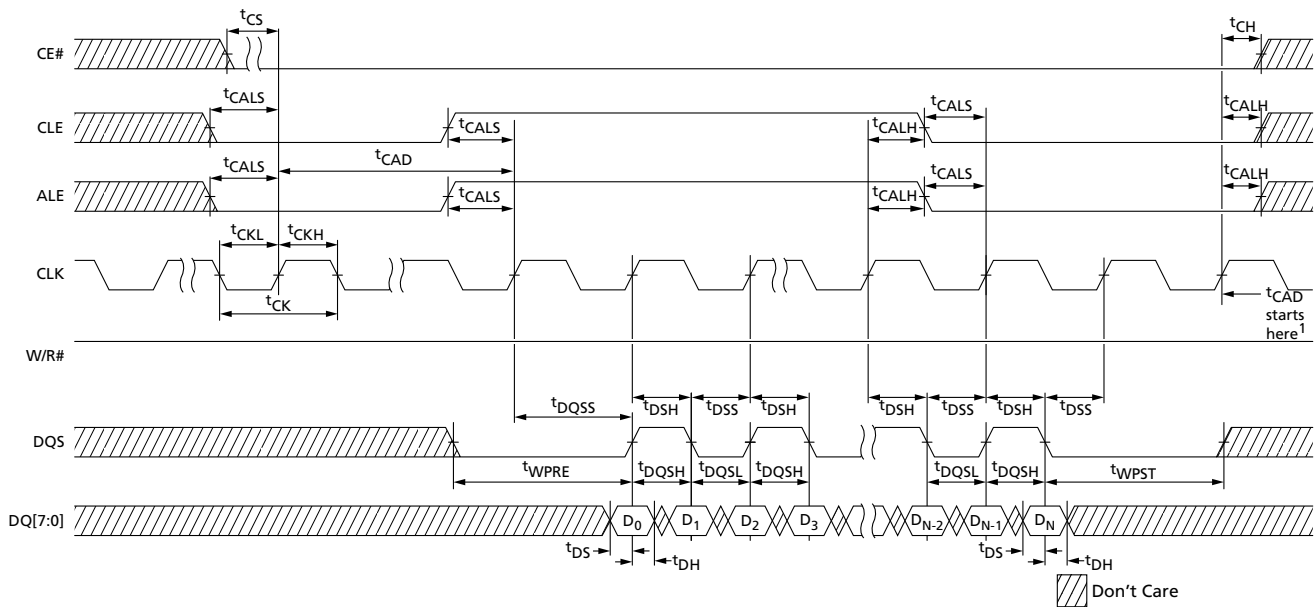 tCS
tCH
CE#
tCALS
tCALS
tCALS
tCALH
tCALH
CLE
tCALS
tCAD
tCALS
tCALS
tCALH
tCALH
ALE
tCKL
tCKH
CLK
tCK
tCAD
starts
here1
W/R#
tDQSS
tDSH
tDSS
tDSH
tDSH
tDSS
tDSH
tDSS
DQS
tWPRE
tDQSH
tDQSL
tDQSH
tDQSL
tDQSH
tWPST
DQ[7:0]
D0
D1
D2
D3
DN-2
DN-1
DN
tDS
tDH
tDS
tDH
Don't Care